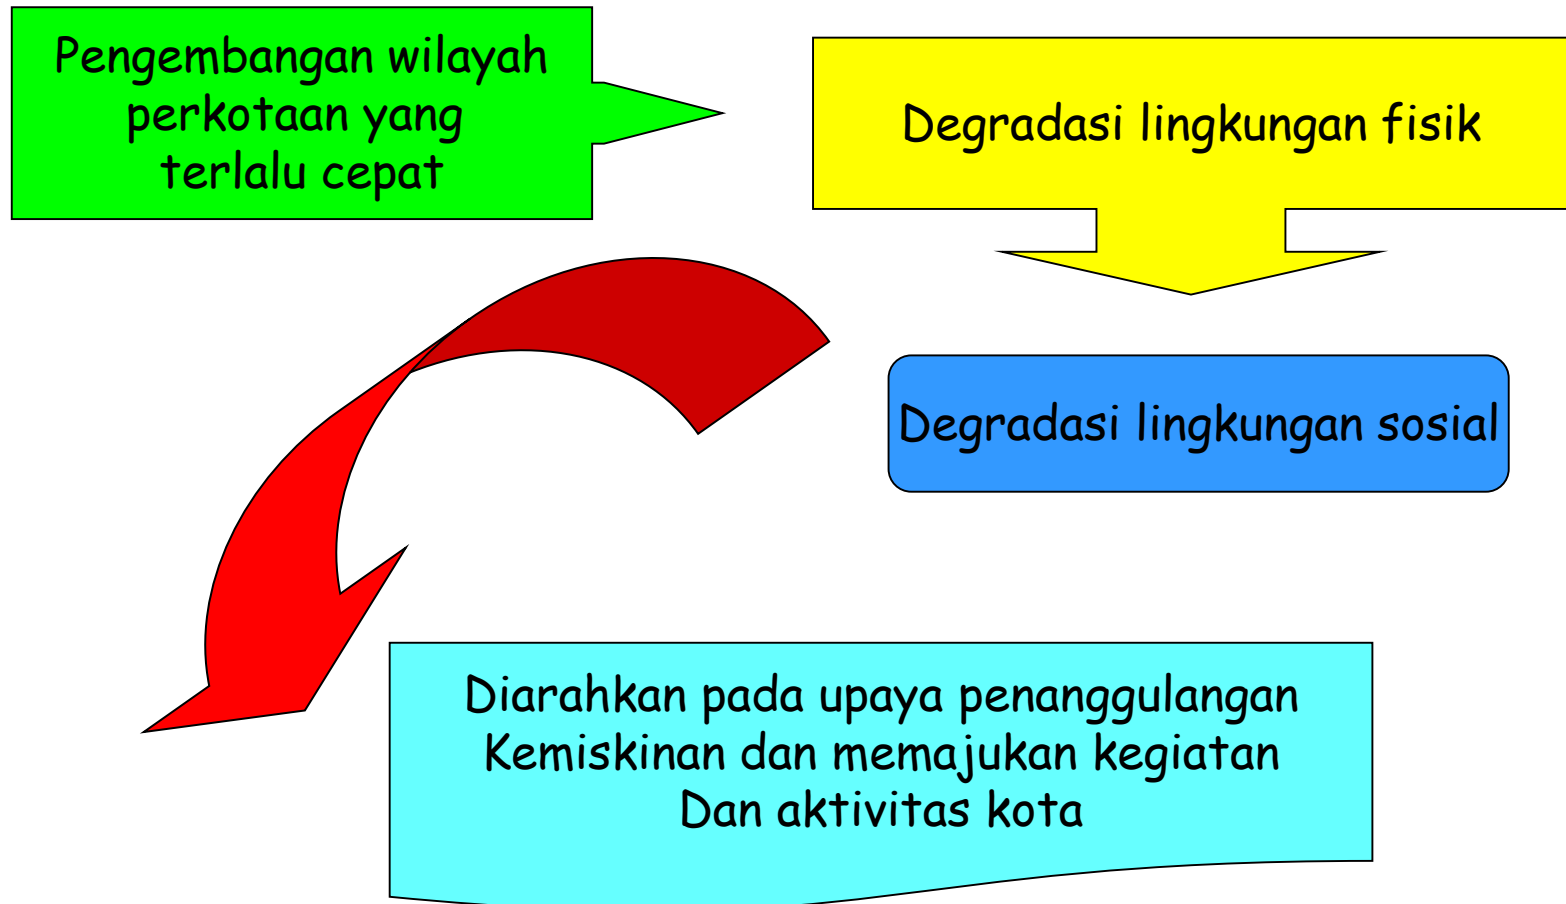 Pengembangan wilayah
perkotaan yang
terlalu cepat
Degradasi lingkungan fisik
Degradasi lingkungan sosial
Diarahkan pada upaya penanggulangan
Kemiskinan dan memajukan kegiatan
Dan aktivitas kota